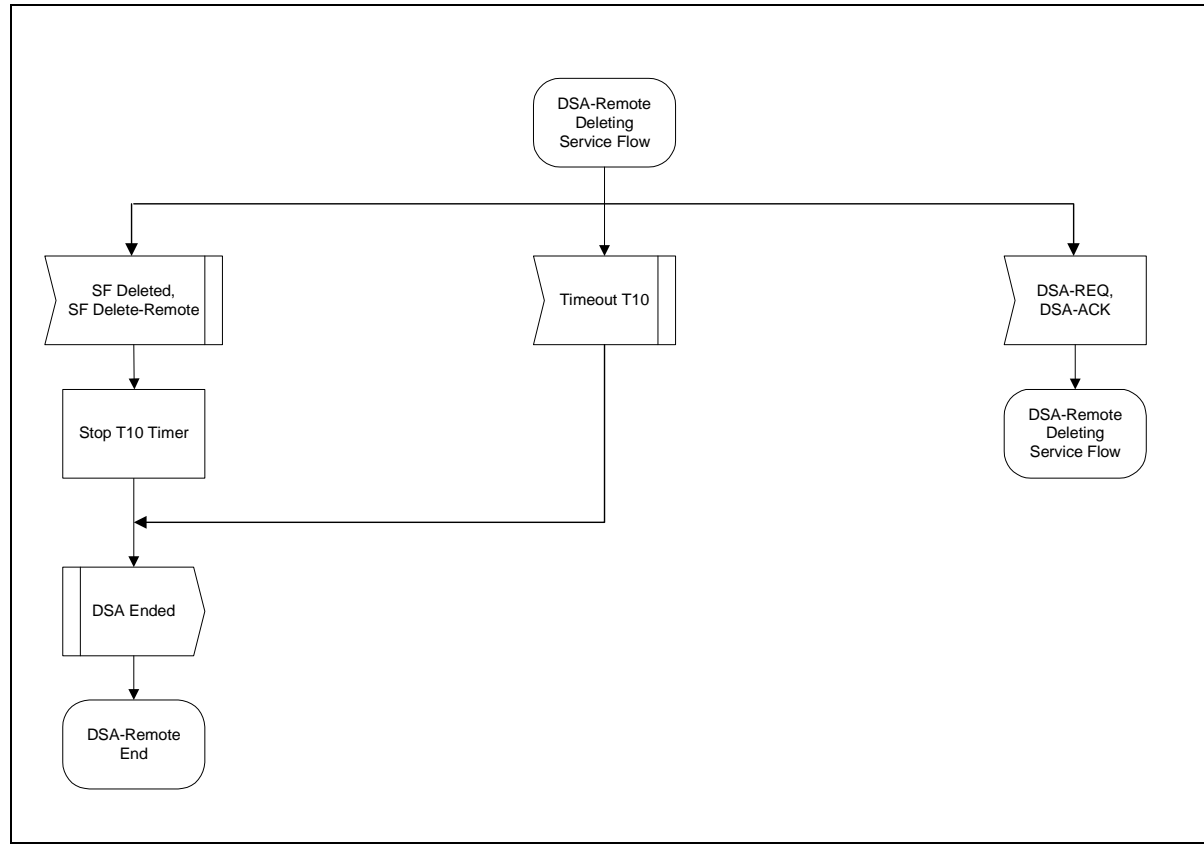 DSA-Remote
Deleting
Service Flow
SF Deleted,
SF Delete-Remote
Timeout T10
DSA-REQ,
DSA-ACK
Stop T10 Timer
DSA-Remote
Deleting
Service Flow
DSA Ended
DSA-Remote
End